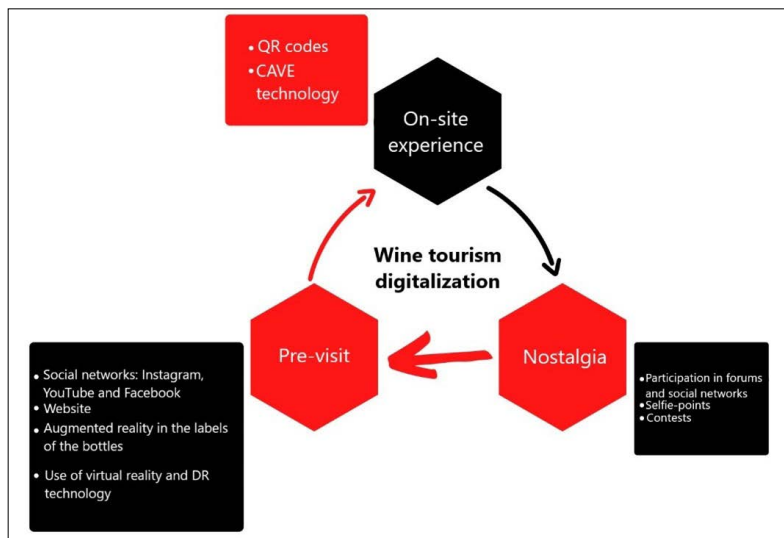 • QR codes
• CAVE
technology
On-site
experience
Wine tourism
digitalization
Pre-visit
Nostalgia
• Social networks: Instagram,
YouTube and Facebook
• Website
• Augmented reality in the labels
of the bottles
• Use of virtual reality and DR
technology
• Participation in forums
and social networks
• Selfie-points
• Contests